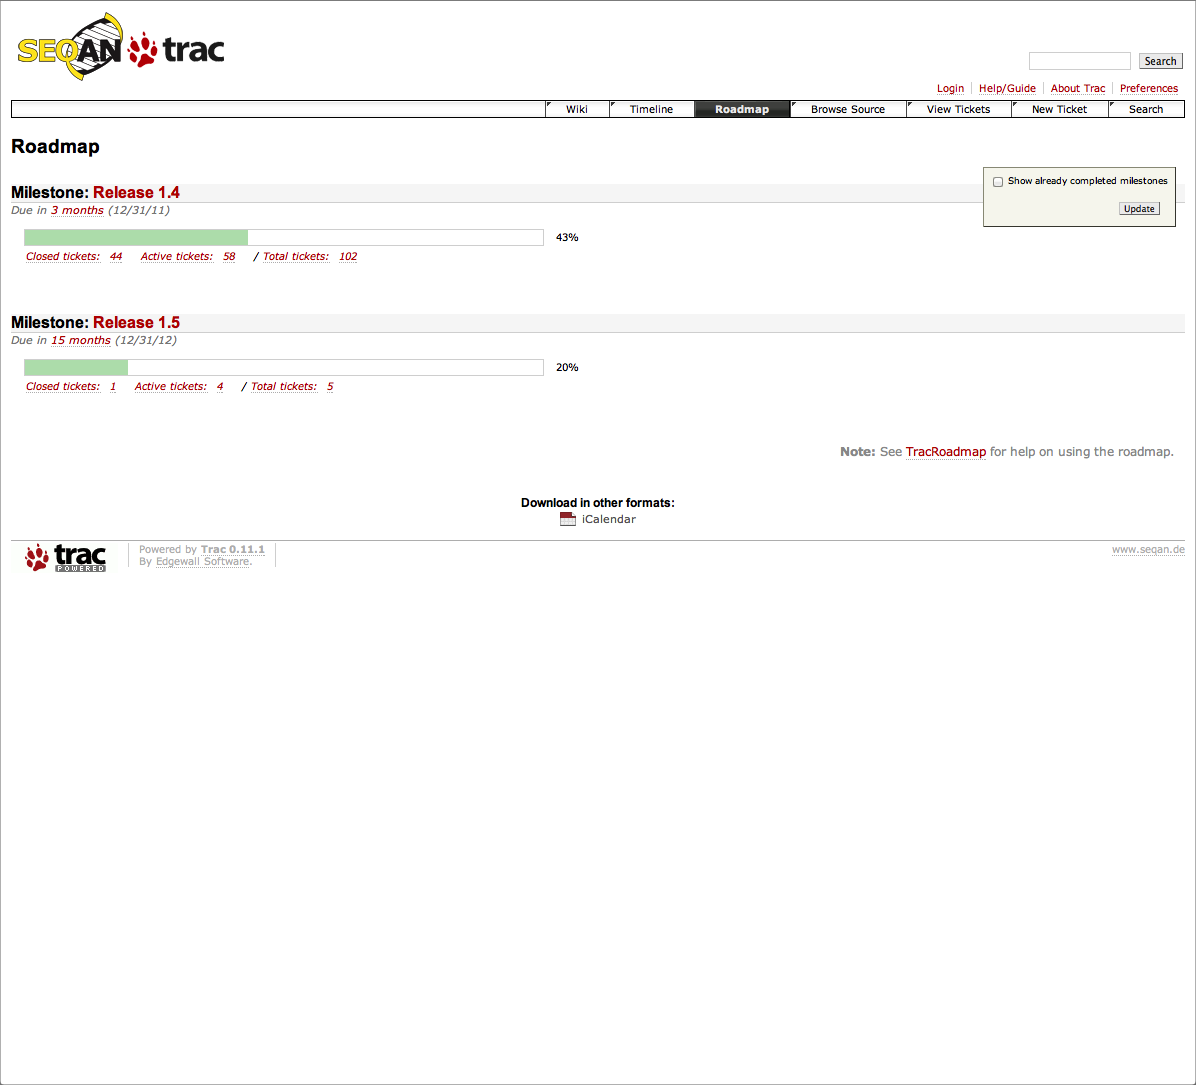 SEQAN trac
Search
Login Help/Guide About Trac Preferences
Wiki Timeline Roadmap Browse Source View Tickets New Ticket Search
Roadmap
Show already completed milestones
Update
Milestone: Release 1.4
Due in 3 months (12/31/11)
43%
Closed tickets: 44 Active tickets: 58 / Total tickets: 102
Milestone: Release 1.5
Due in 15 months (12/31/12)
20%
Closed tickets: 1 Active tickets: 4 / Total tickets: 5
Note: See TracRoadmap for help on using the roadmap.
Download in other formats:
iCalendar
trac POWERED
Powered by Trac 0.11.1
By Edgewall Software.
www.seqan.de